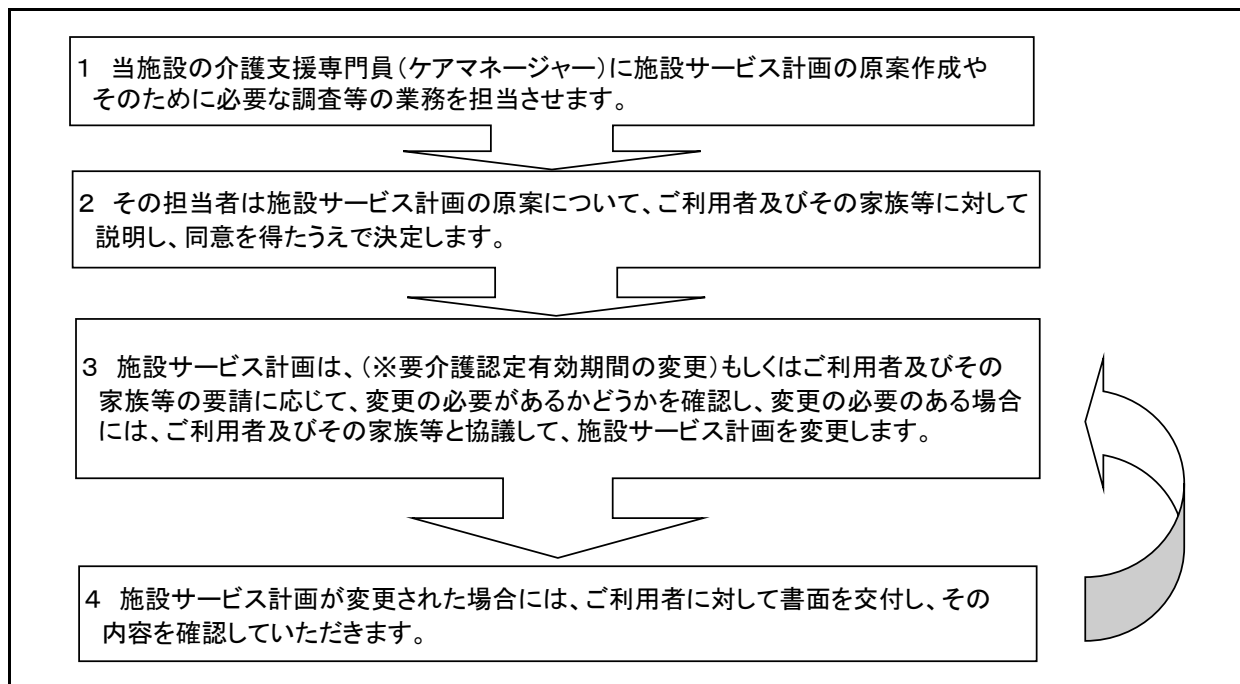 １　当施設の介護支援専門員（ケアマネージャー）に施設サービス計画の原案作成や
そのために必要な調査等の業務を担当させます。
２　その担当者は施設サービス計画の原案について、ご利用者及びその家族等に対して
説明し、同意を得たうえで決定します。
３　施設サービス計画は、（※要介護認定有効期間の変更）もしくはご利用者及びその
家族等の要請に応じて、変更の必要があるかどうかを確認し、変更の必要のある場合
には、ご利用者及びその家族等と協議して、施設サービス計画を変更します。
４　施設サービス計画が変更された場合には、ご利用者に対して書面を交付し、その
内容を確認していただきます。